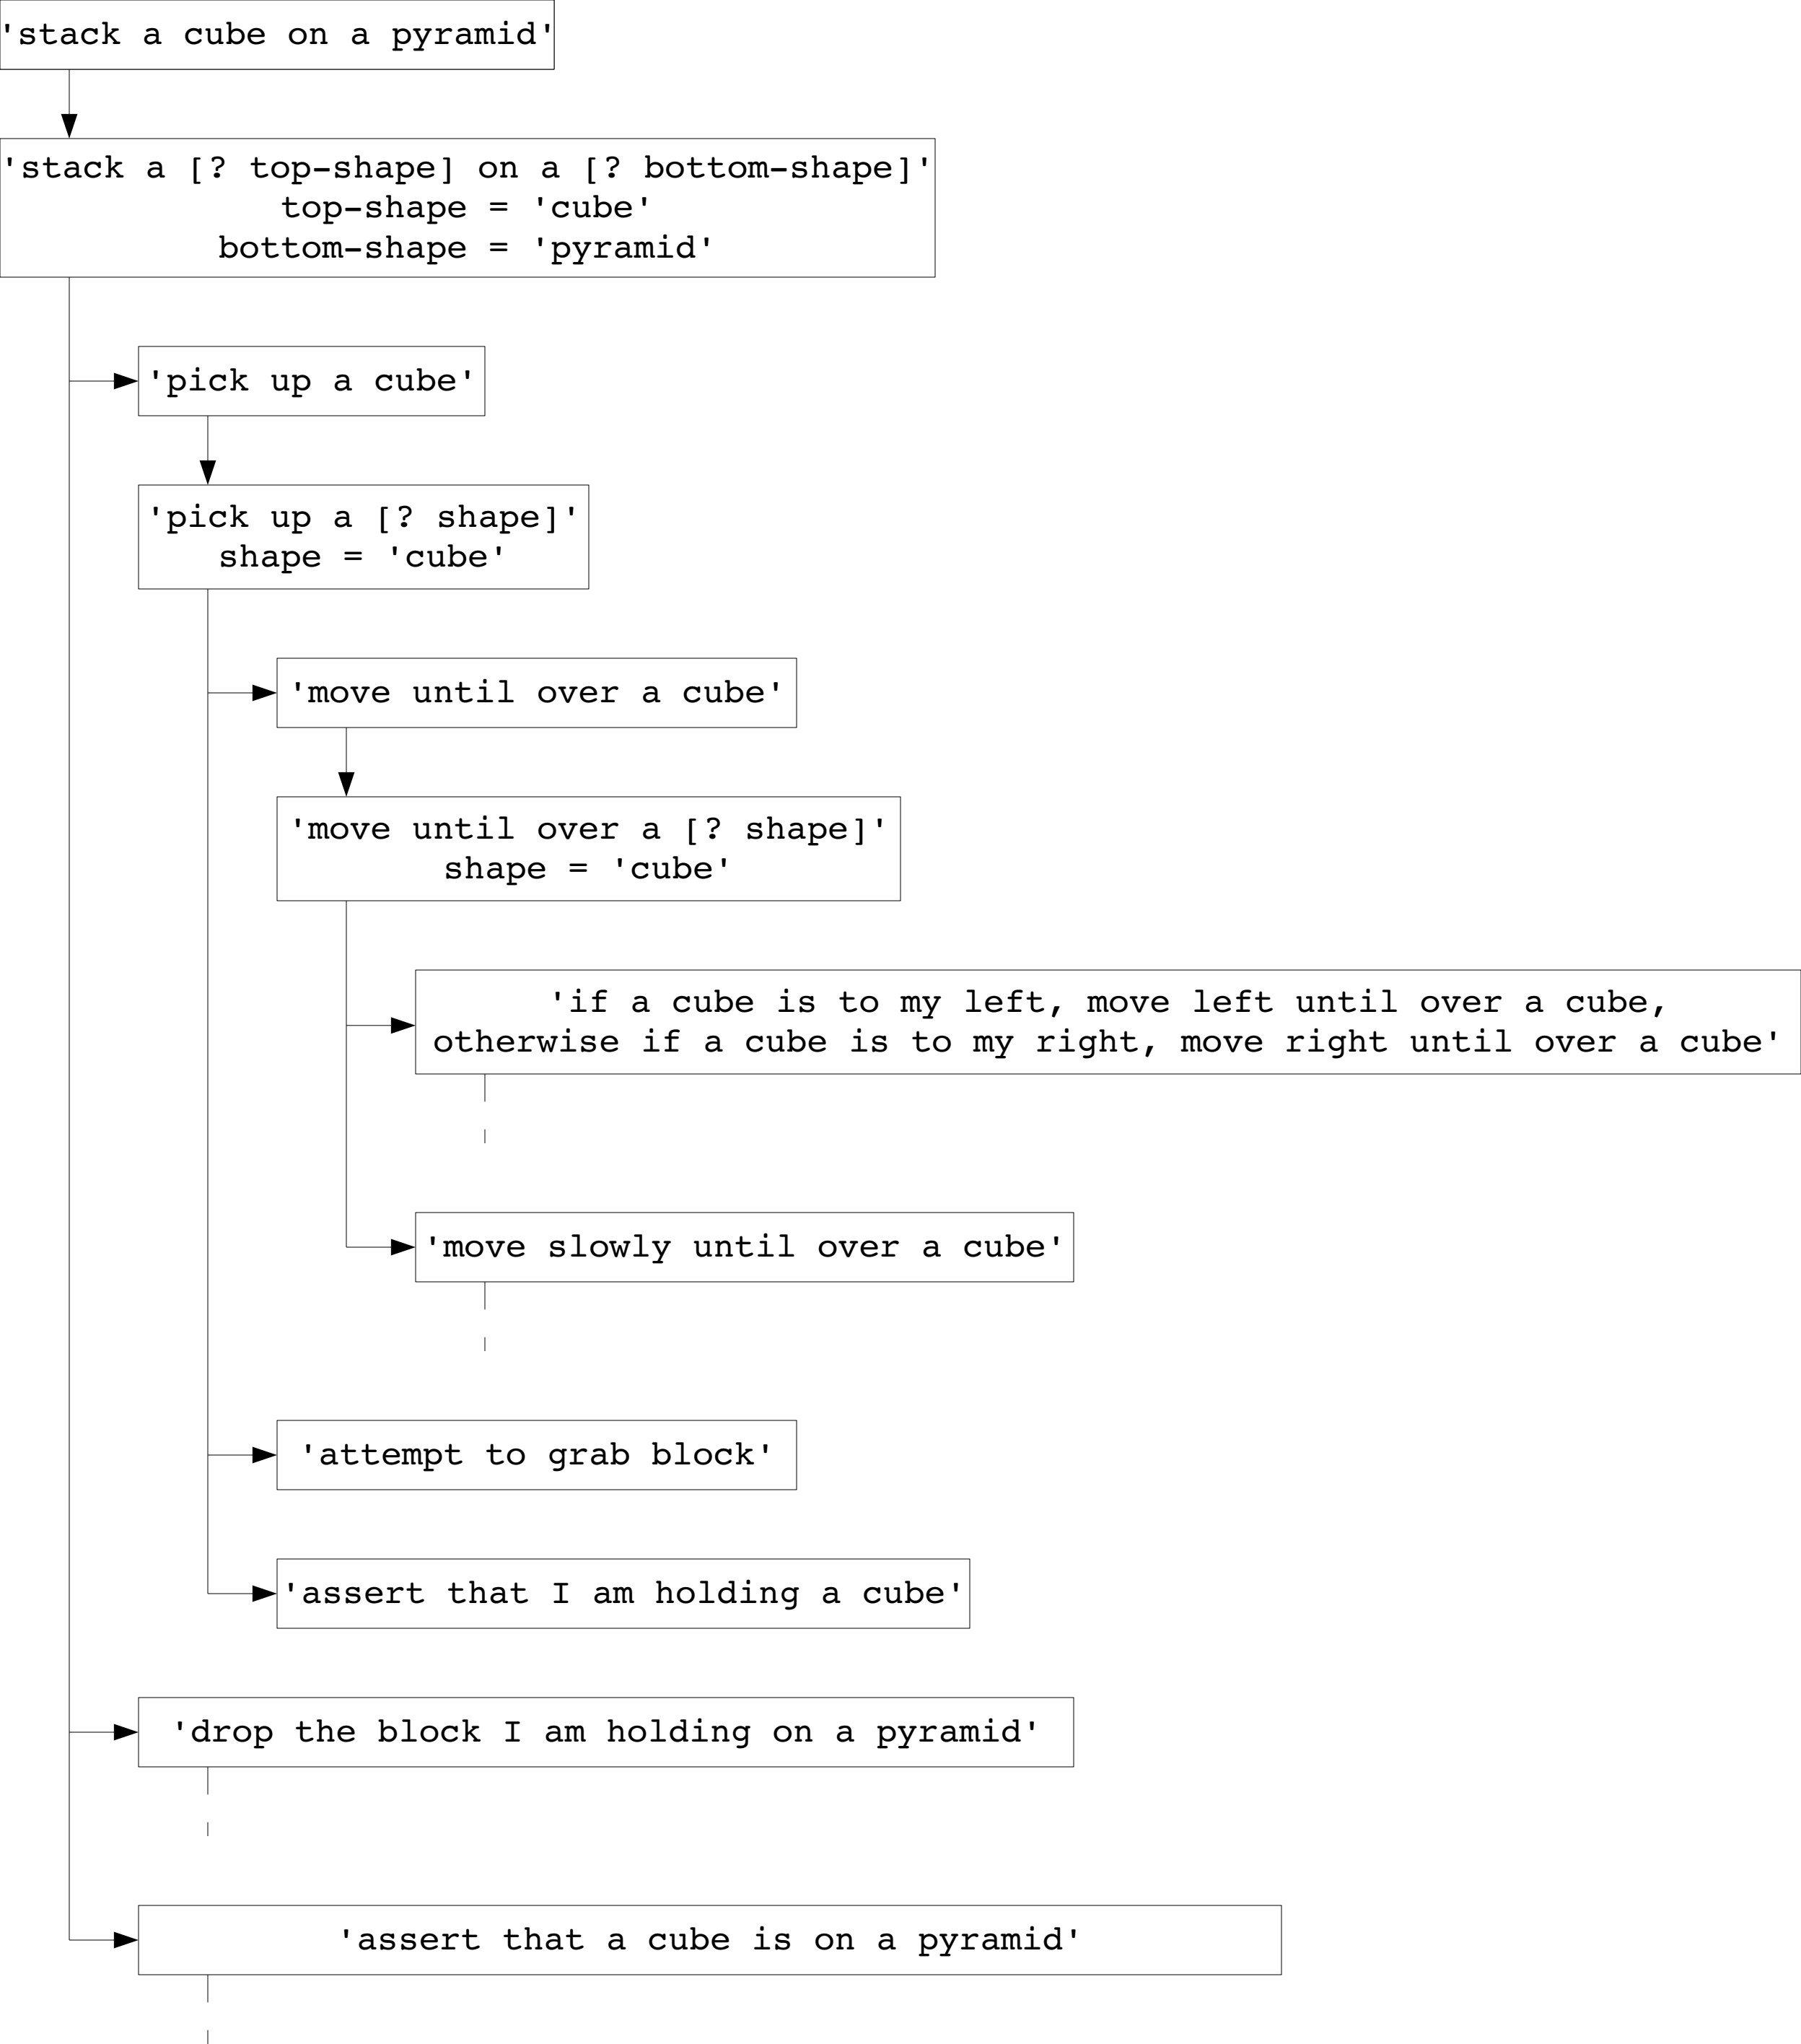 'stack a cube on a pyramid'
'stack a [? top-shape] on a [? bottom-shape]'
top-shape = 'cube'
bottom-shape = 'pyramid'
'pick up a cube'
'pick up a [? shape]'
shape = 'cube'
'move until over a cube'
'move until over a [? shape]'
shape = 'cube'
'if a cube is to my left, move left until over a cube,
otherwise if a cube is to my right, move right until over a cube'
'move slowly until over a cube'
'attempt to grab block'
'assert that I am holding a cube'
'drop the block I am holding on a pyramid'
'assert that a cube is on a pyramid'